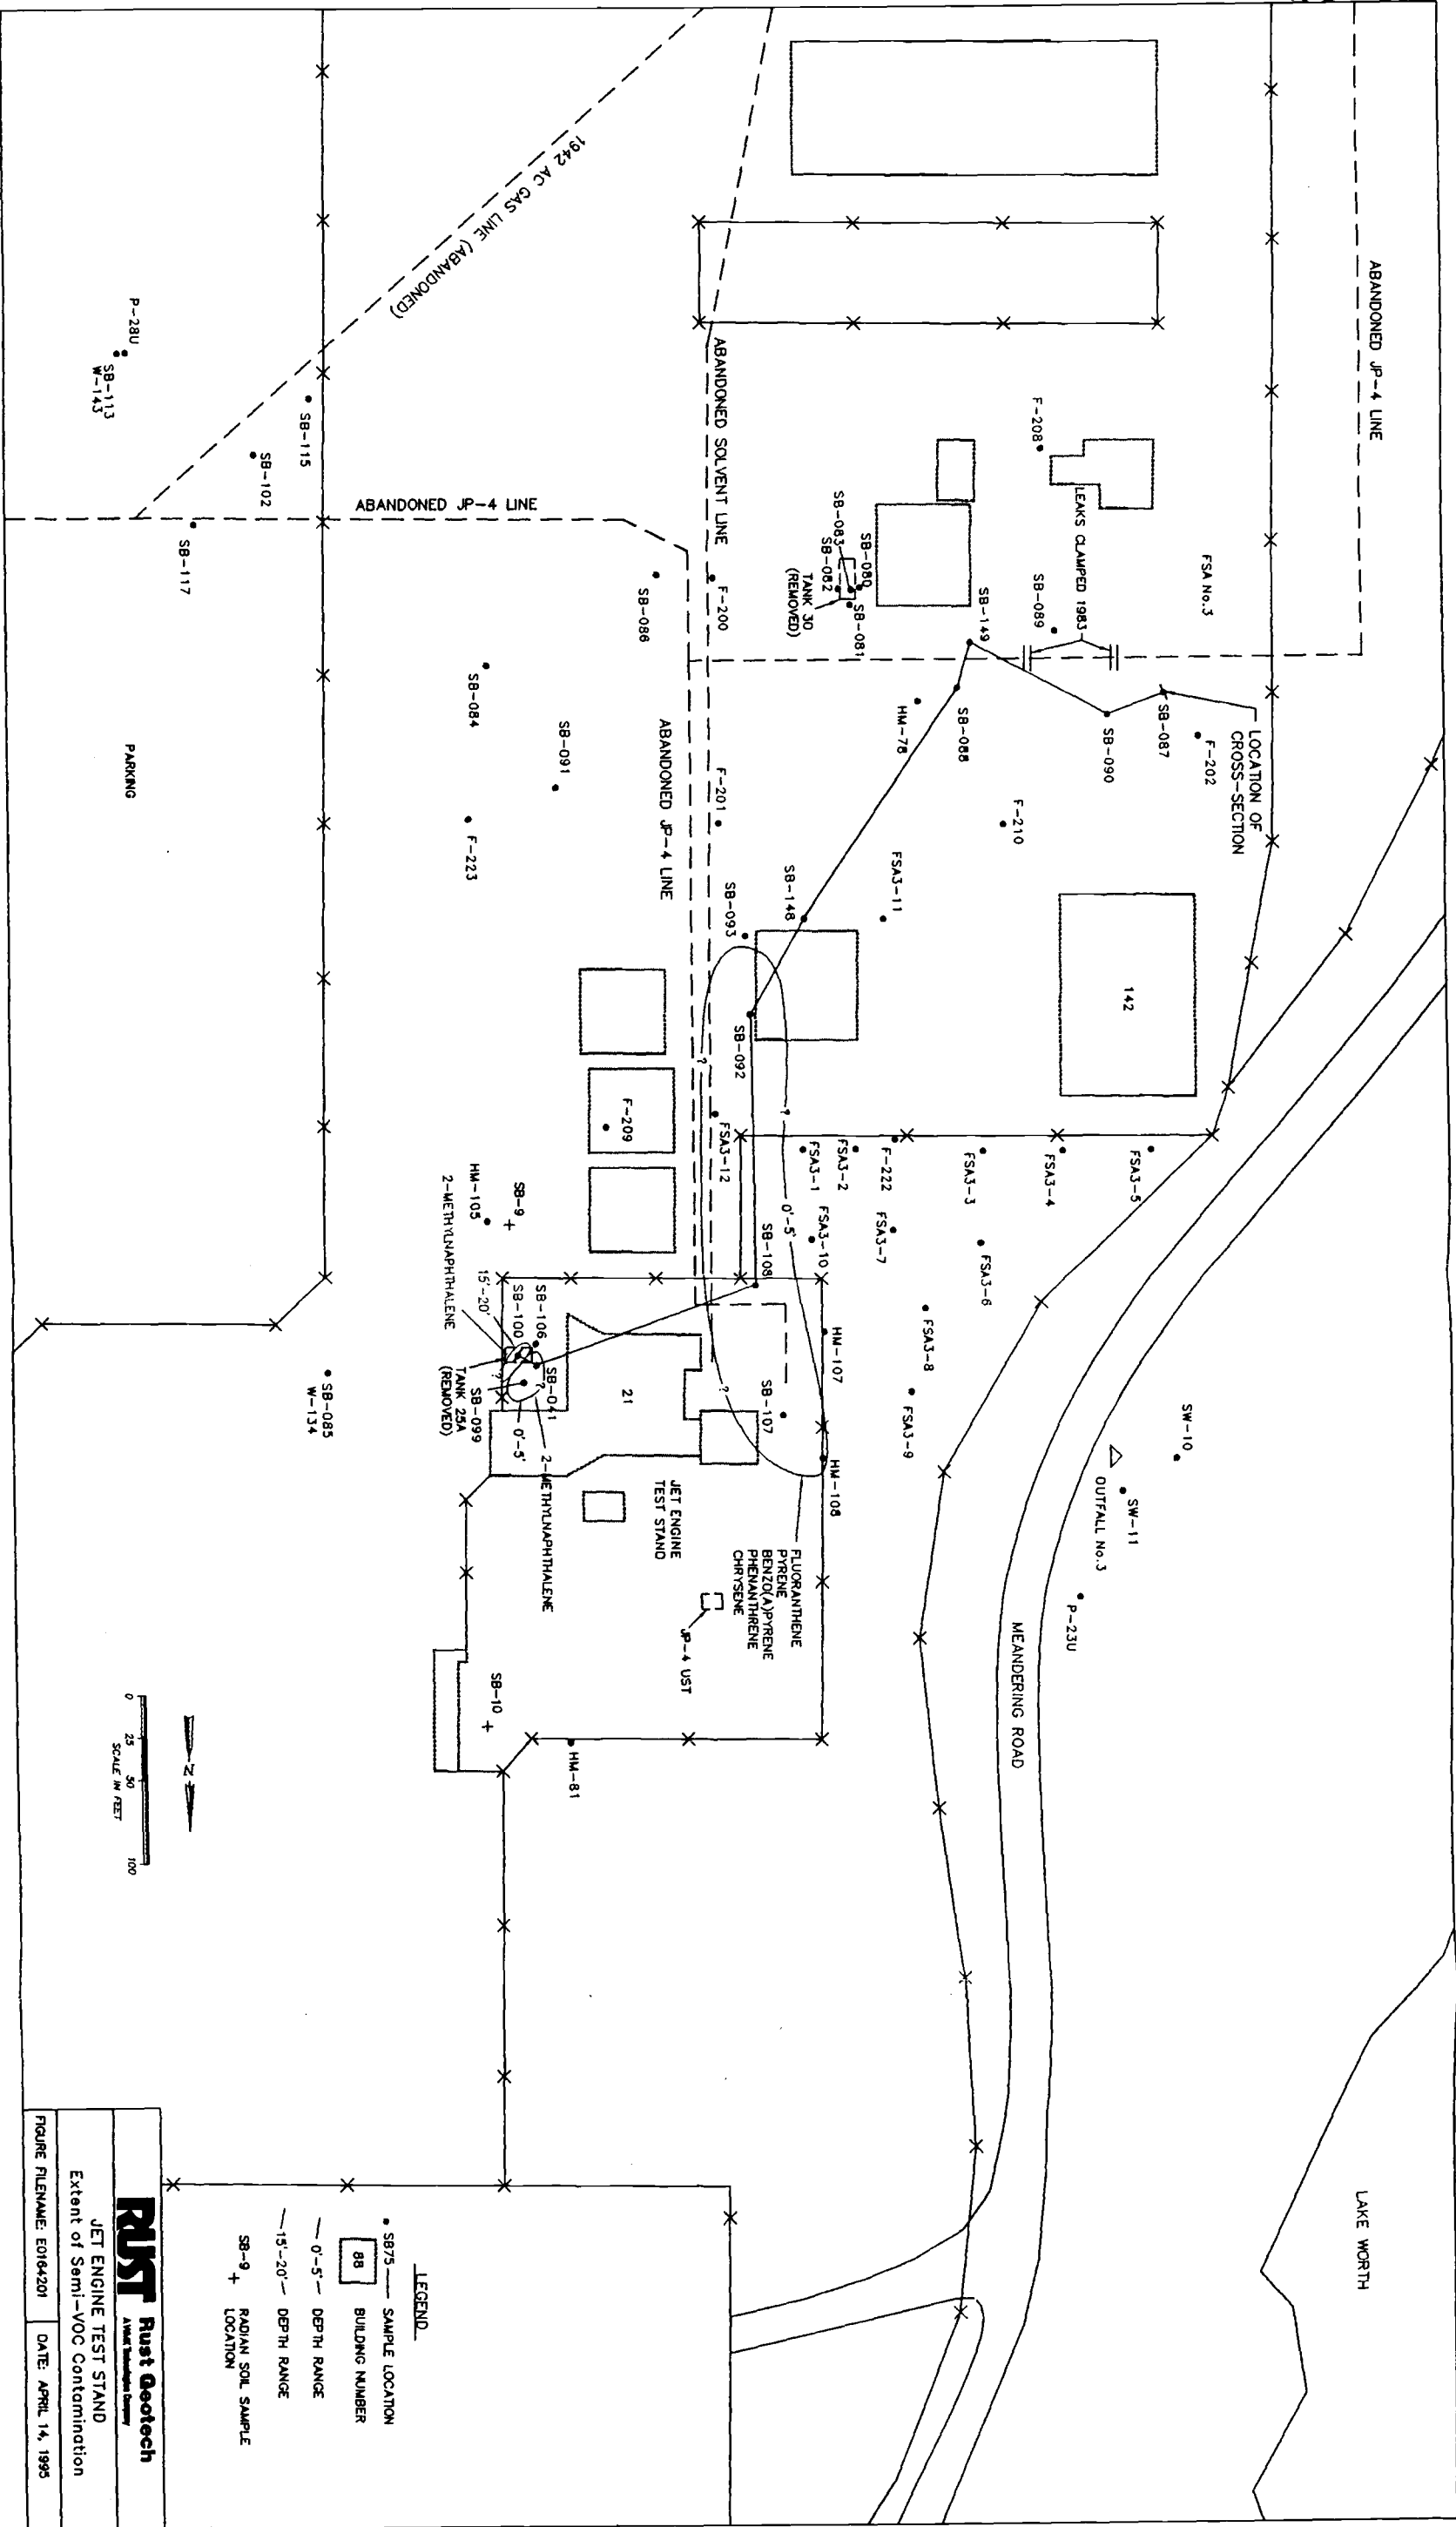 ABANDONED JP-4 LINE
LAKE WORTH
FSA No.3
LOCATION OF
CROSS-SECTION
F-202
SB-087
SB-090
LEAKS CLAMPED 1983
SB-089
F-208
SB-149
SB-088
HM-78
F-210
FSA3-11
142
SB-080
SB-083
SB-082
SB-081
TANK 30
(REMOVED)
SB-148
SB-093
SB-092
FSA3-5
FSA3-4
FSA3-3
F-222
FSA3-2
FSA3-1
FSA3-12
FSA3-6
FSA3-7
FSA3-10
FSA3-8
FSA3-9
SW-10
SW-11
OUTFALL No.3
P-23U
MEANDERING ROAD
ABANDONED SOLVENT LINE
F-200
F-201
ABANDONED JP-4 LINE
ABANDONED JP-4 LINE
1942 AC GAS LINE (ABANDONED)
?
?
0'-5'
?
SB-108
HM-107
HM-108
SB-107
FLUORANTHENE
PYRENE
BENZO(A)PYRENE
PHENANTHRENE
CHRYSENE
JP-4 UST
JET ENGINE
TEST STAND
21
F-209
SB-9
HM-105
2-METHYLNAPHTHALENE
15'-20'
SB-106
SB-100
SB-041
?
?
0'-5'
2-METHYLNAPHTHALENE
SB-099
TANK 25A
(REMOVED)
SB-10
HM-81
SB-086
SB-084
SB-091
F-223
SB-115
SB-102
SB-117
P-28U
SB-113
W-143
PARKING
SB-085
W-134
N
0
25
50
100
SCALE IN FEET
LEGEND
SB75 SAMPLE LOCATION
88 BUILDING NUMBER
0'-5' DEPTH RANGE
15'-20' DEPTH RANGE
SB-9 + RADIAN SOIL SAMPLE
LOCATION
RUST Rust Geotech
JET ENGINE TEST STAND
Extent of Semi-VOC Contamination
FIGURE FILENAME: E0164201
DATE: APRIL 14, 1995